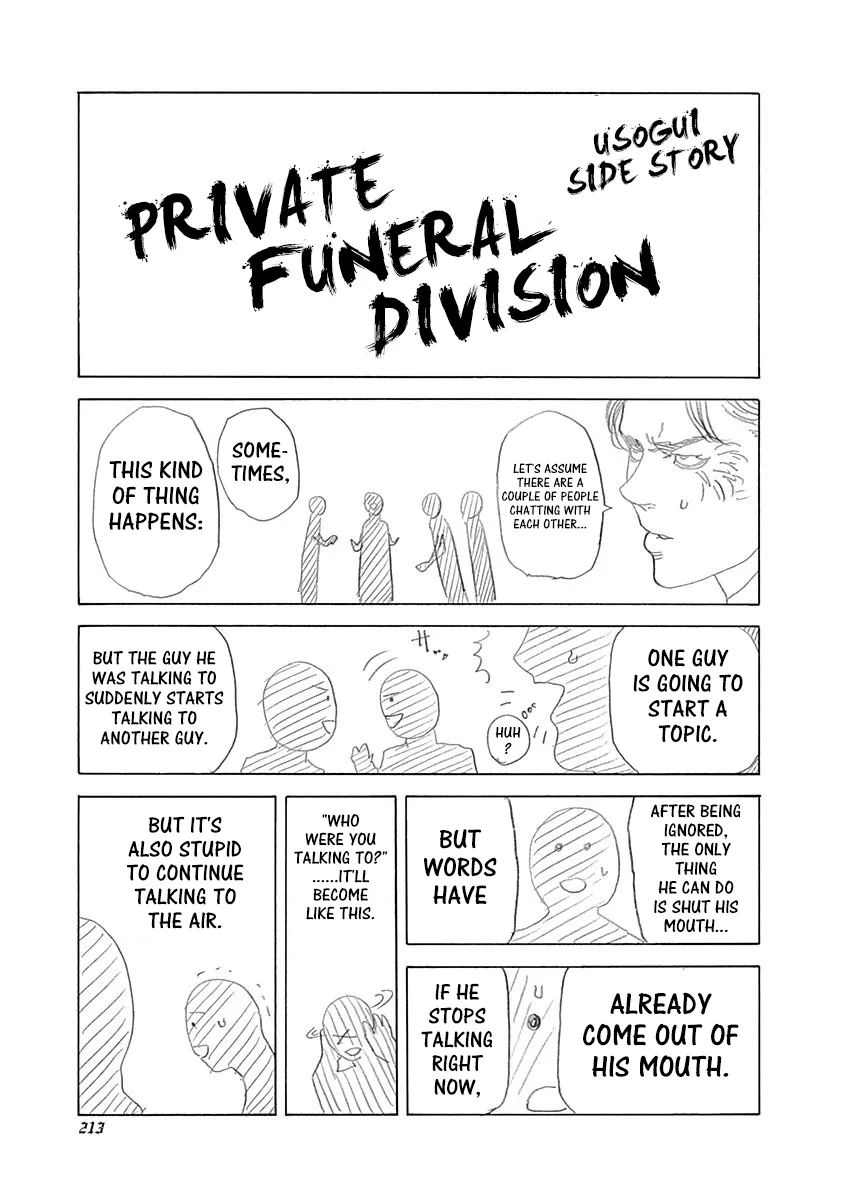 USOGUI
SIDE STORY
PRIVATE
FUNERAL
DIVISION
LET'S ASSUME
THERE ARE A
COUPLE OF PEOPLE
CHATTING WITH
EACH OTHER...
SOME-
TIMES,
THIS KIND
OF THING
HAPPENS:
ONE GUY
IS GOING TO
START A
TOPIC.
HUH
?
BUT THE GUY HE
WAS TALKING TO
SUDDENLY STARTS
TALKING TO
ANOTHER GUY.
AFTER BEING
IGNORED,
THE ONLY
THING
HE CAN DO
IS SHUT HIS
MOUTH...
BUT
WORDS
HAVE
ALREADY
COME OUT OF
HIS MOUTH.
IF HE
STOPS
TALKING
RIGHT
NOW,
"WHO
WERE YOU
TALKING TO?"
......IT'LL
BECOME
LIKE THIS.
BUT IT'S
ALSO STUPID
TO CONTINUE
TALKING TO
THE AIR.
213